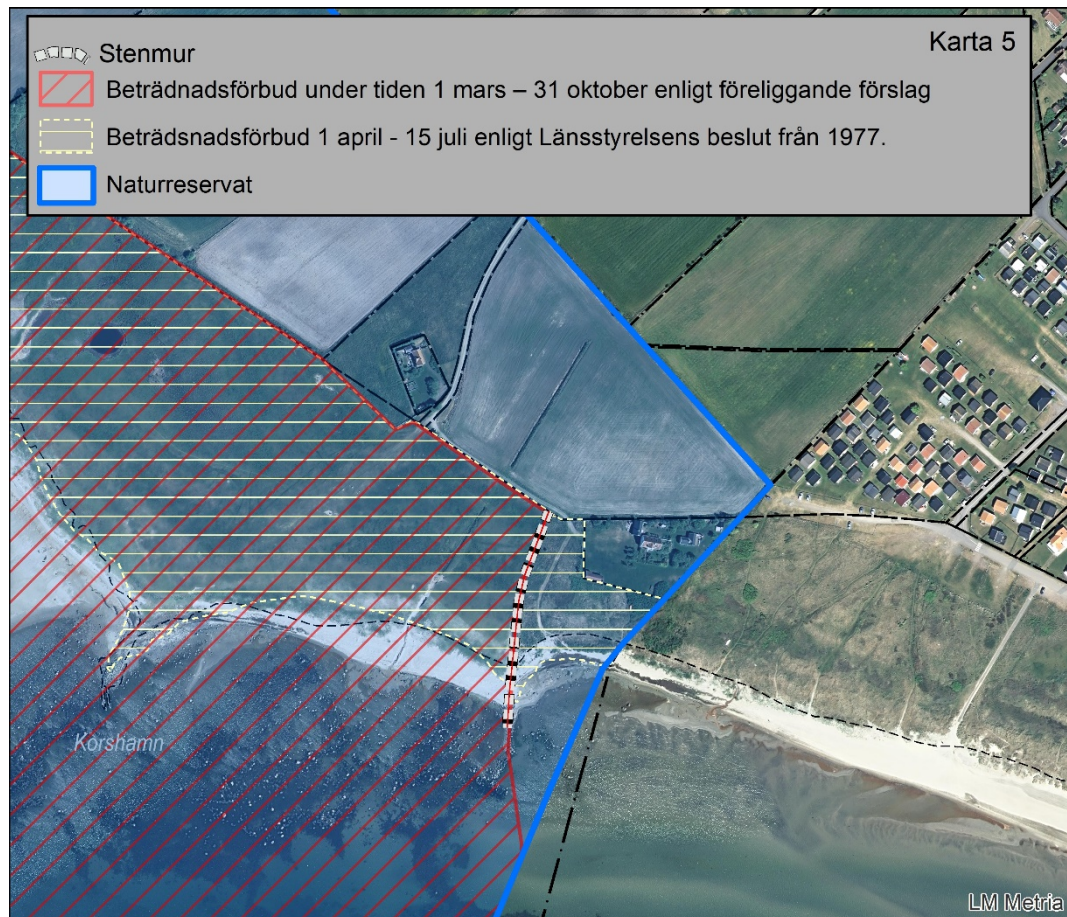 Karta 5
Stenmur
Beträdnadsförbud under tiden 1 mars – 31 oktober enligt föreliggande förslag
Beträdsnadsförbud 1 april - 15 juli enligt Länsstyrelsens beslut från 1977.
Naturreservat
Korshamn
LM Metria